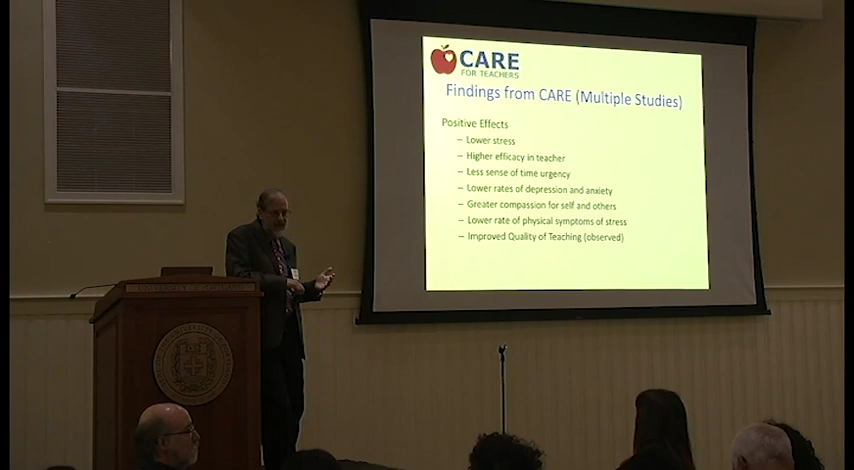 CARE
FOR TEACHERS
Findings from CARE (Multiple Studies)
Positive Effects
– Lower stress
– Higher efficacy in teacher
– Less sense of time urgency
– Lower rates of depression and anxiety
– Greater compassion for self and others
– Lower rate of physical symptoms of stress
– Improved Quality of Teaching (observed)
UNIVERSITY OF